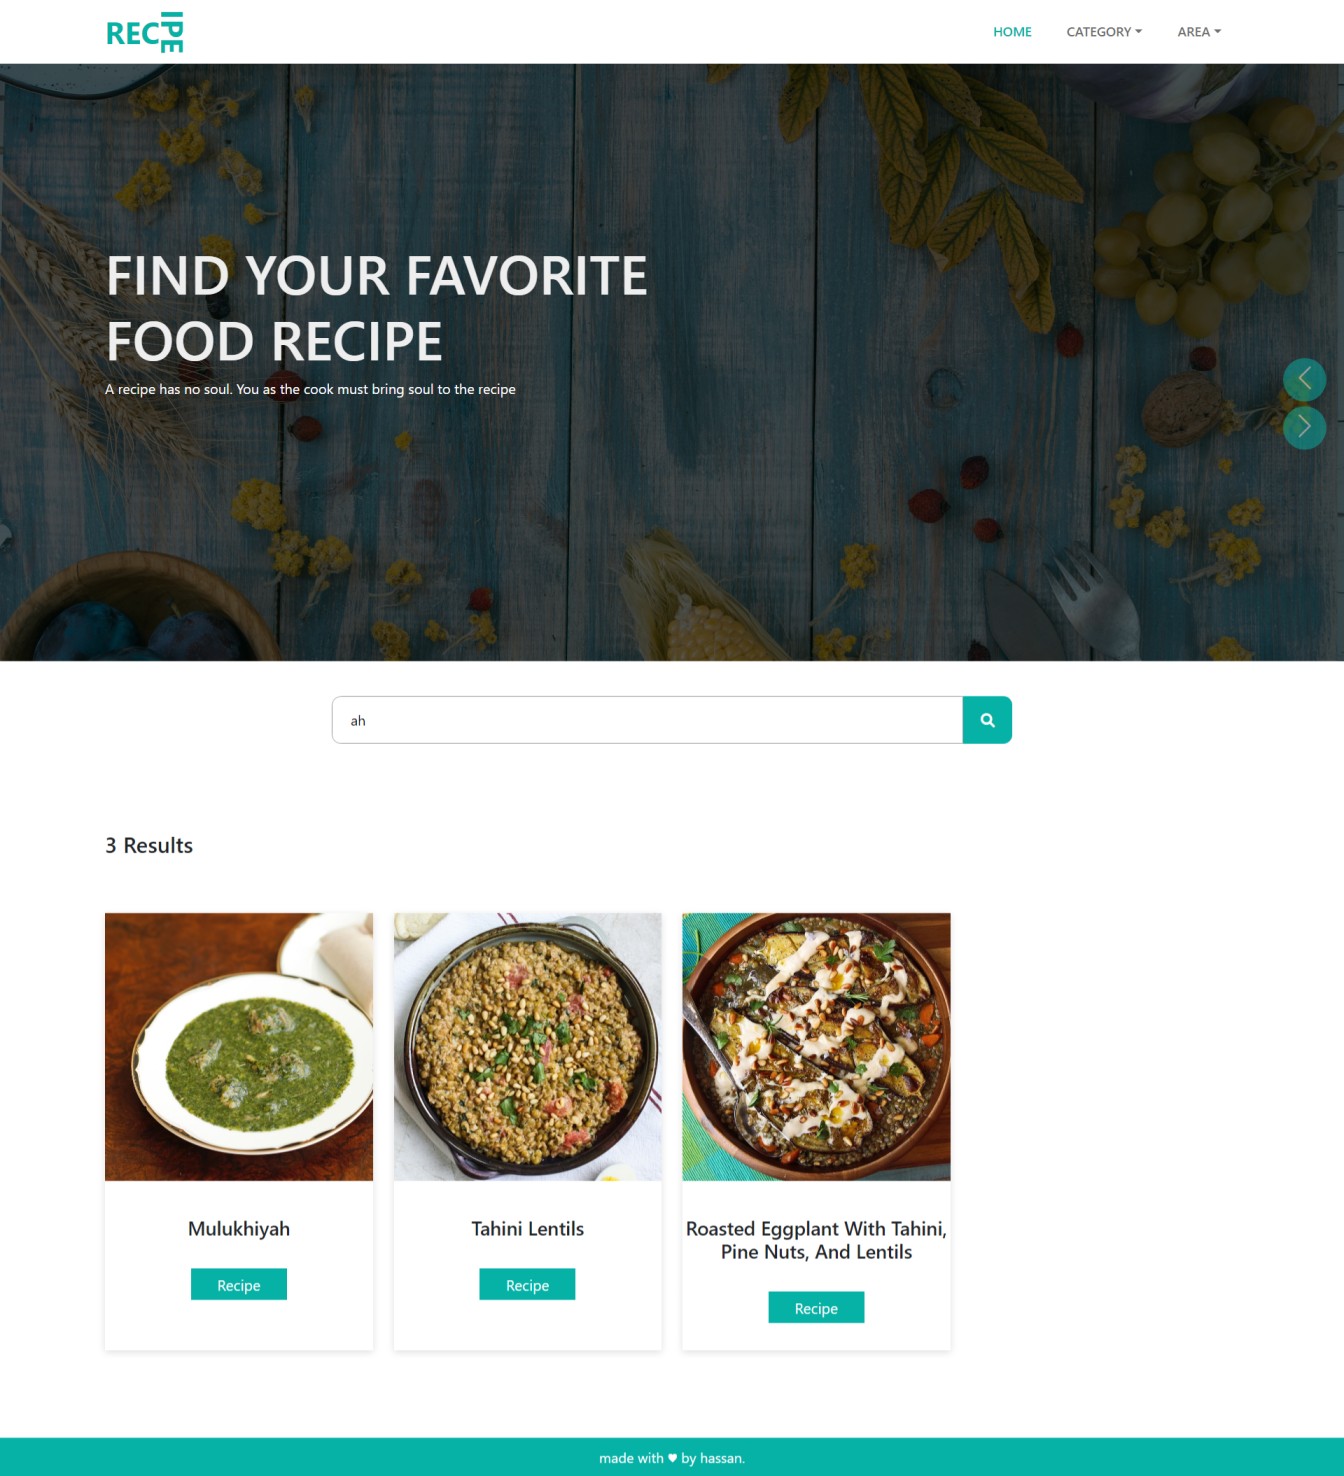 RECIPE
HOME
CATEGORY
AREA
FIND YOUR FAVORITE
FOOD RECIPE
A recipe has no soul. You as the cook must bring soul to the recipe
ah
3 Results
Mulukhiyah
Recipe
Tahini Lentils
Recipe
Roasted Eggplant With Tahini,
Pine Nuts, And Lentils
Recipe
made with ♥ by hassan.